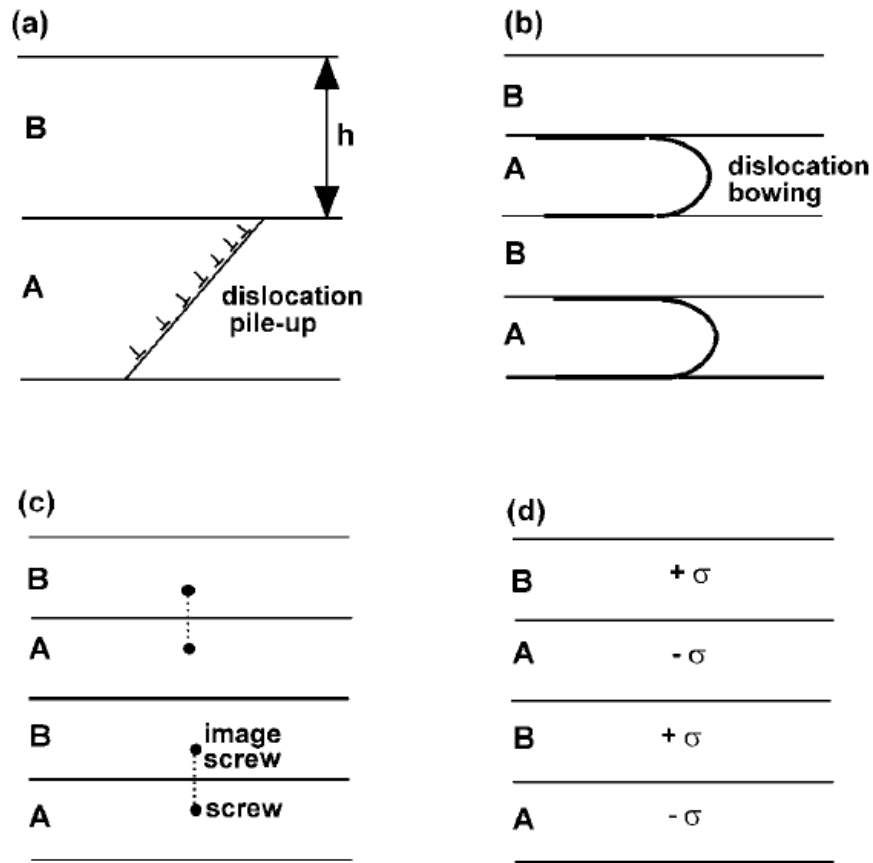 (a)
B
h
A
dislocation
pile-up
(b)
B
A
dislocation
bowing
B
A
(c)
B
A
B
image
screw
A
screw
(d)
B
+ σ
A
- σ
B
+ σ
A
- σ